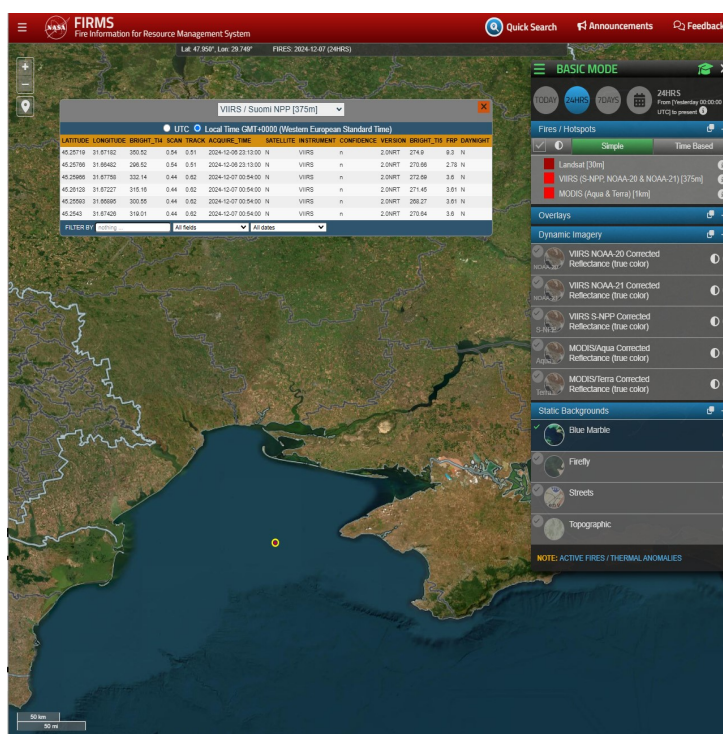 NASA
FIRMS
Fire Information for Resource Management System
Quick Search
Announcements
Feedback
Lat: 47.950°, Lon: 29.749° FIRES: 2024-12-07 (24HRS)
VIIRS / Suomi NPP [375m]
UTC Local Time GMT+0000 (Western European Standard Time)
LATITUDE LONGITUDE BRIGHT_TI4 SCAN TRACK ACQUIRE_TIME SATELLITE INSTRUMENT CONFIDENCE VERSION BRIGHT_TI5 FRP DAYNIGHT
45.25719 31.67182 350.52 0.54 0.51 2024-12-06 23:13:00 N VIIRS n 2.0NRT 274.9 9.3 N
45.25766 31.66482 296.52 0.54 0.51 2024-12-06 23:13:00 N VIIRS n 2.0NRT 270.66 2.78 N
45.25966 31.67758 332.14 0.44 0.62 2024-12-07 00:54:00 N VIIRS n 2.0NRT 272.69 3.6 N
45.26128 31.67227 315.16 0.44 0.62 2024-12-07 00:54:00 N VIIRS n 2.0NRT 271.45 3.61 N
45.25593 31.66895 300.55 0.44 0.62 2024-12-07 00:54:00 N VIIRS n 2.0NRT 268.27 3.61 N
45.2543 31.67426 319.01 0.44 0.62 2024-12-07 00:54:00 N VIIRS n 2.0NRT 270.64 3.6 N
FILTER BY nothing ... All fields All dates
BASIC MODE
TODAY
24HRS
7DAYS
24HRS
From [Yesterday 00:00:00
UTC] to present
Fires / Hotspots
Simple
Time Based
Landsat [30m]
VIIRS (S-NPP, NOAA-20 & NOAA-21) [375m]
MODIS (Aqua & Terra) [1km]
Overlays
Dynamic Imagery
NOAA-20
VIIRS NOAA-20 Corrected
Reflectance (true color)
NOAA-21
VIIRS NOAA-21 Corrected
Reflectance (true color)
S-NPP
VIIRS S-NPP Corrected
Reflectance (true color)
Aqua
MODIS/Aqua Corrected
Reflectance (true color)
Terra
MODIS/Terra Corrected
Reflectance (true color)
Static Backgrounds
Blue Marble
Firefly
Streets
Topographic
NOTE: ACTIVE FIRES / THERMAL ANOMALIES
50 km
50 mi